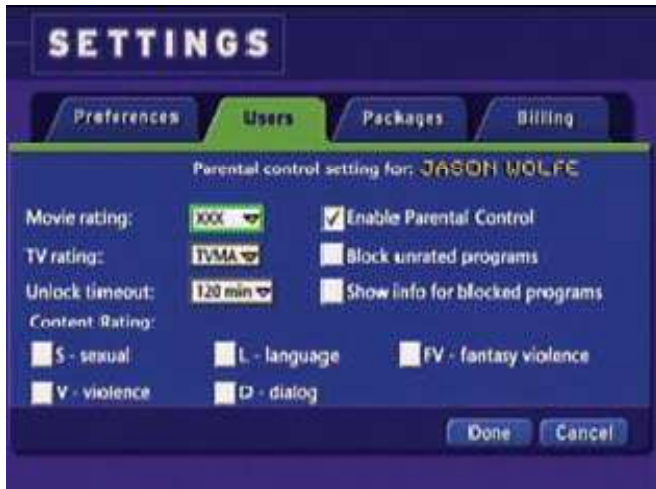 SETTINGS
Preferences Users Packages Billing
Parental control setting for: JASON WOLFE
Movie rating: XXX Enable Parental Control
TV rating: TVMA Block unrated programs
Unlock timeout: 120 min Show info for blocked programs
Content Rating:
S - sexual L - language FV - fantasy violence
V - violence D - dialog
Done Cancel